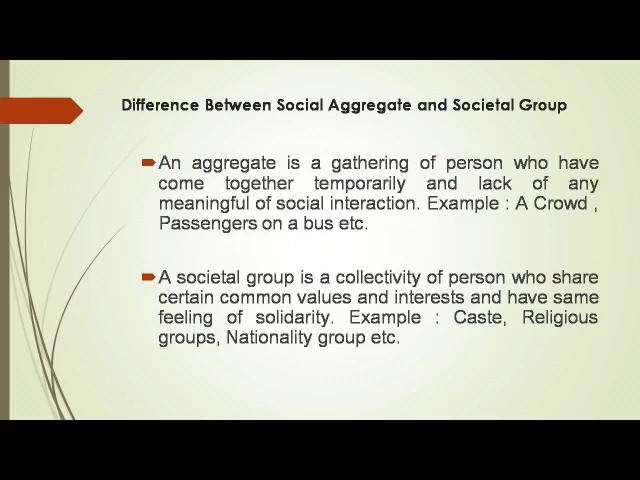 Difference Between Social Aggregate and Societal Group
An aggregate is a gathering of person who have
come together temporarily and lack of any
meaningful of social interaction. Example : A Crowd ,
Passengers on a bus etc.
A societal group is a collectivity of person who share
certain common values and interests and have same
feeling of solidarity. Example : Caste, Religious
groups, Nationality group etc.